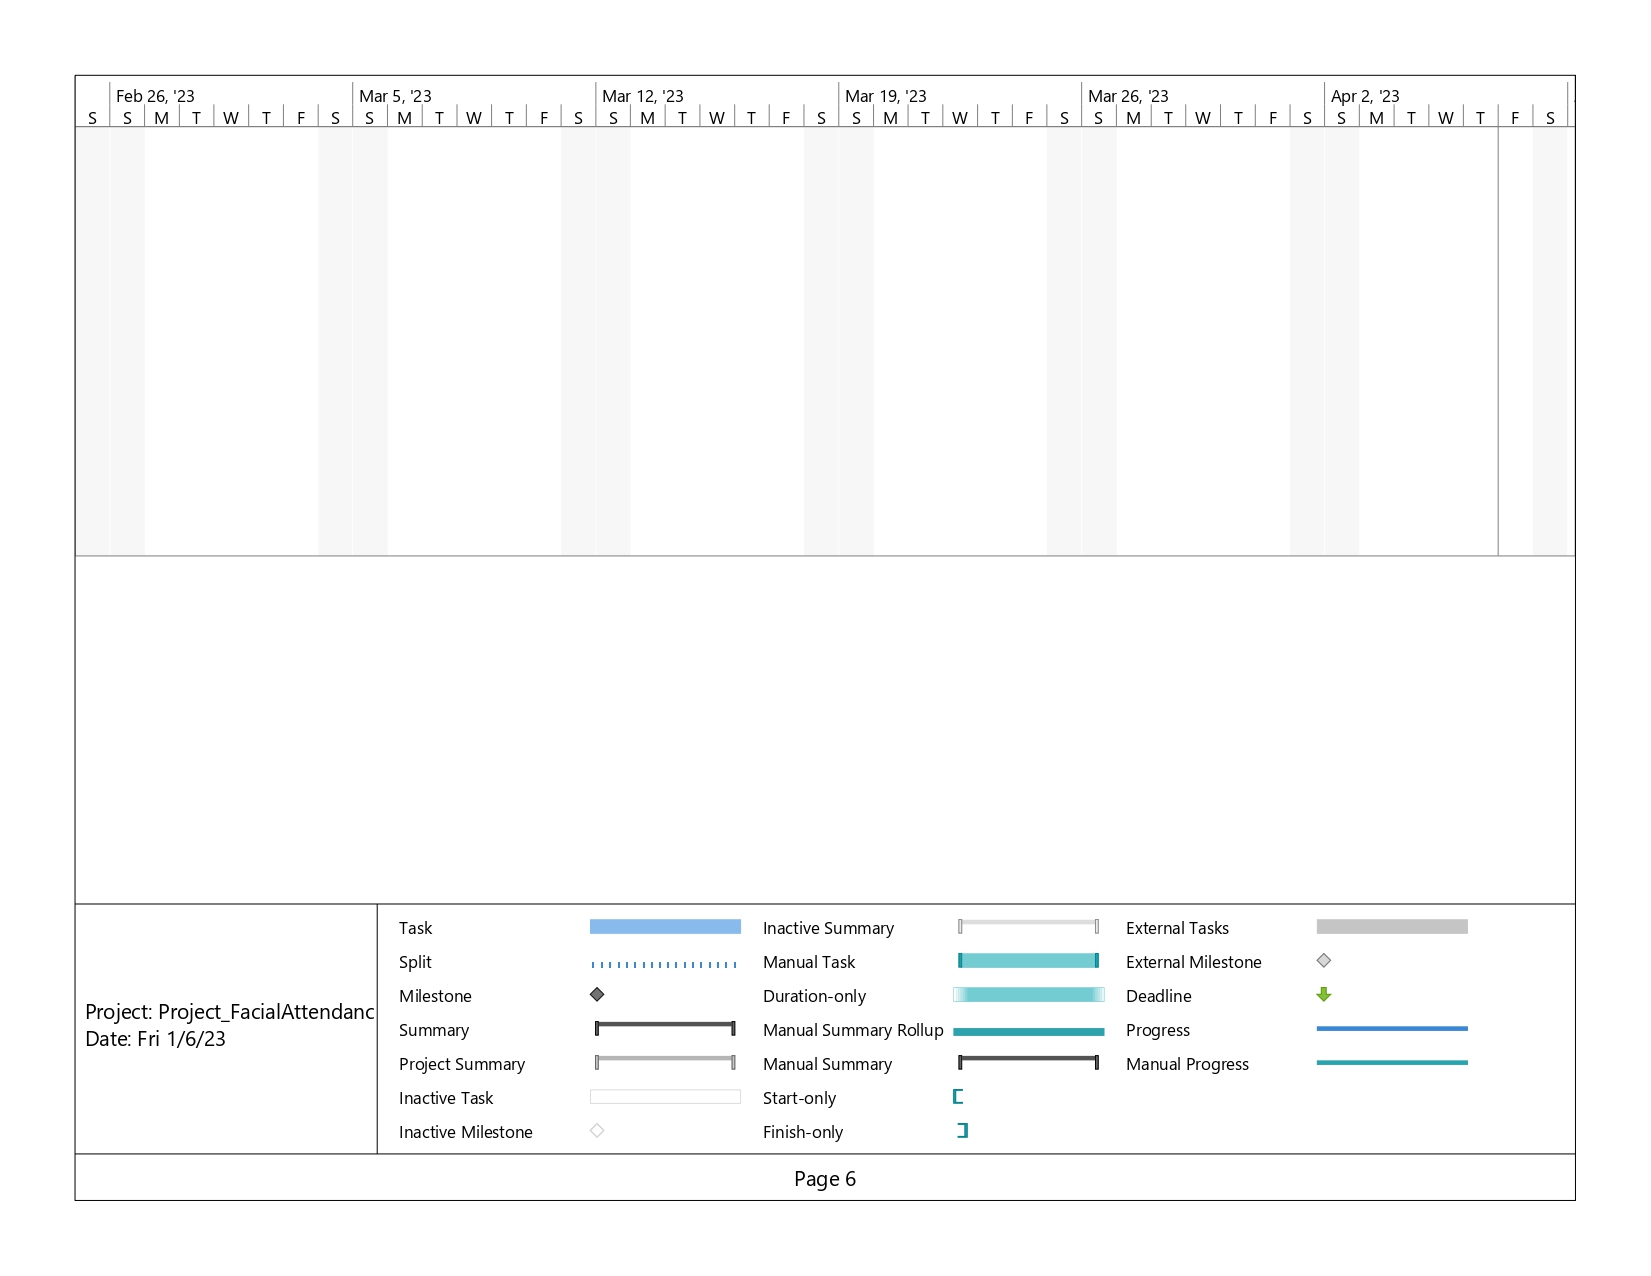 Feb 26, '23 Mar 5, '23 Mar 12, '23 Mar 19, '23 Mar 26, '23 Apr 2, '23
S S M T W T F S S M T W T F S S M T W T F S S M T W T F S S M T W T F S S M T W T F S
Task Inactive Summary External Tasks
Split Manual Task External Milestone
Milestone Duration-only Deadline
Project: Project_FacialAttendanc
Summary Manual Summary Rollup Progress
Date: Fri 1/6/23
Project Summary Manual Summary Manual Progress
Inactive Task Start-only
Inactive Milestone Finish-only
Page 6